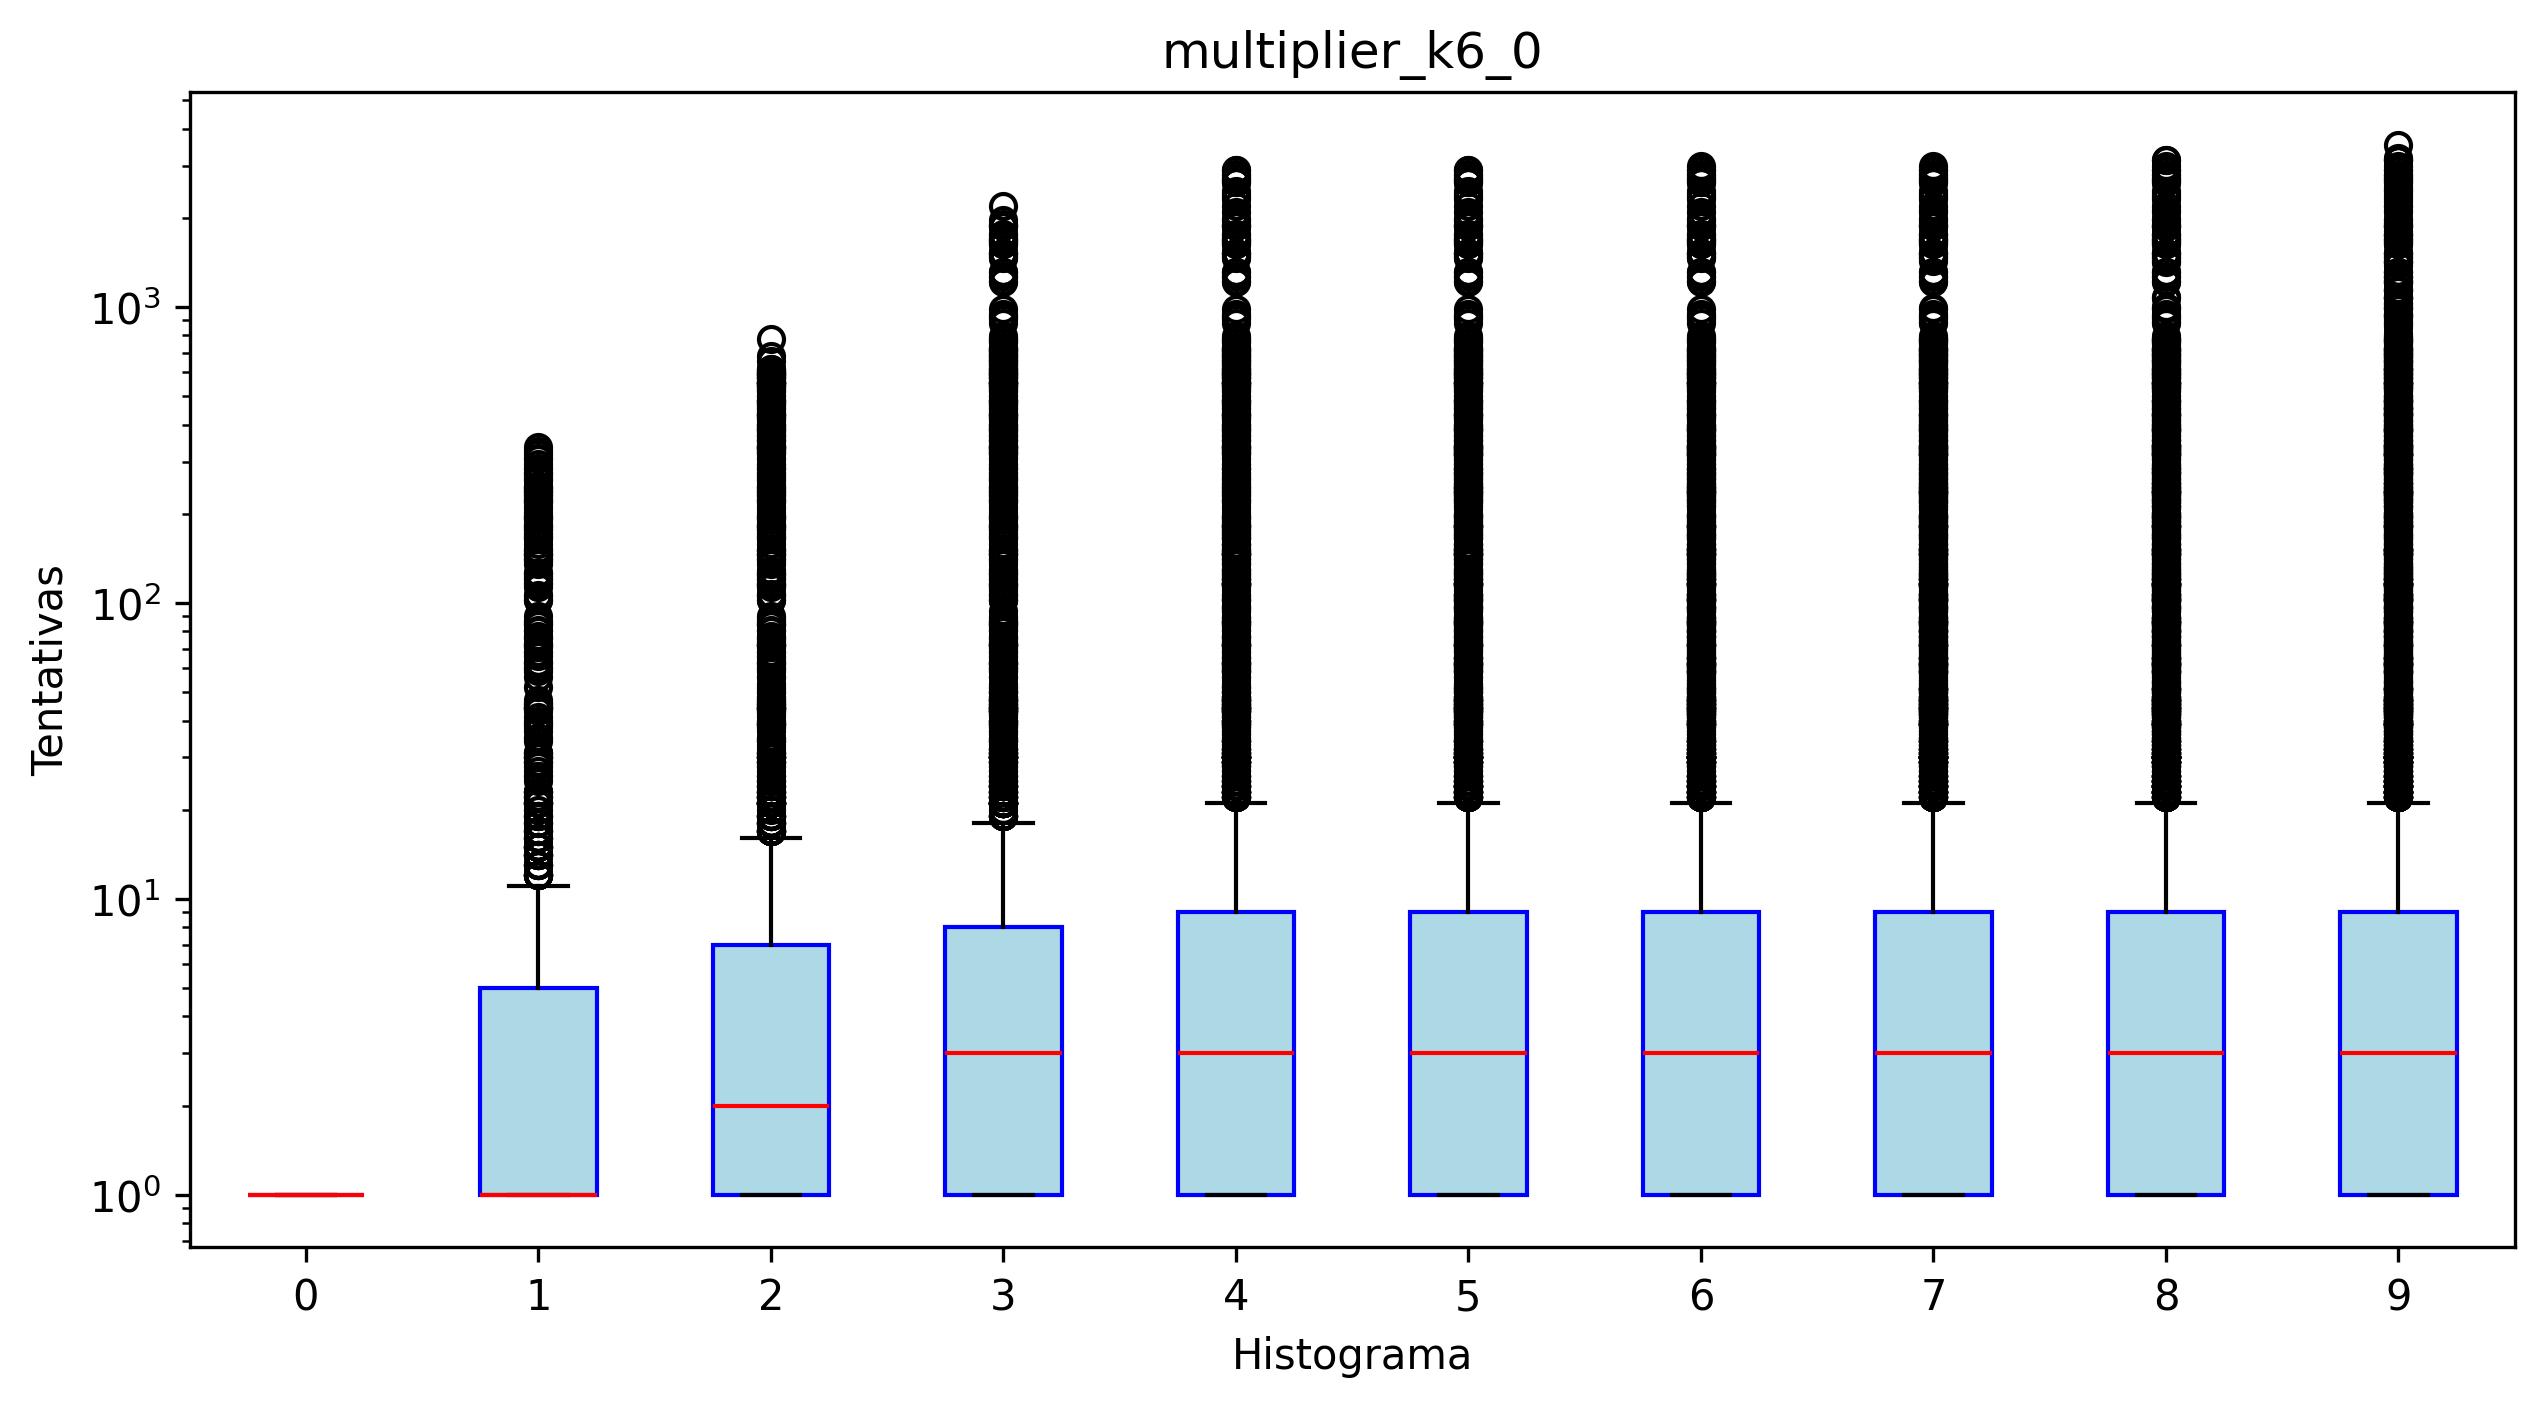 multiplier_k6_0
Tentativas
10³
10²
10¹
10⁰
0 1 2 3 4 5 6 7 8 9
Histograma